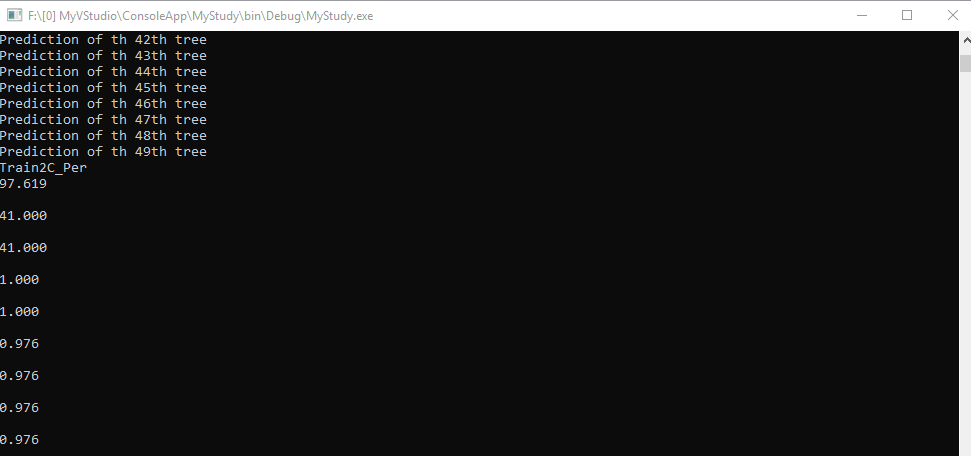 F:\[0] MyVStudio\ConsoleApp\MyStudy\bin\Debug\MyStudy.exe
Prediction of th 42th tree
Prediction of th 43th tree
Prediction of th 44th tree
Prediction of th 45th tree
Prediction of th 46th tree
Prediction of th 47th tree
Prediction of th 48th tree
Prediction of th 49th tree
Train2C_Per
97.619
41.000
41.000
1.000
1.000
0.976
0.976
0.976
0.976